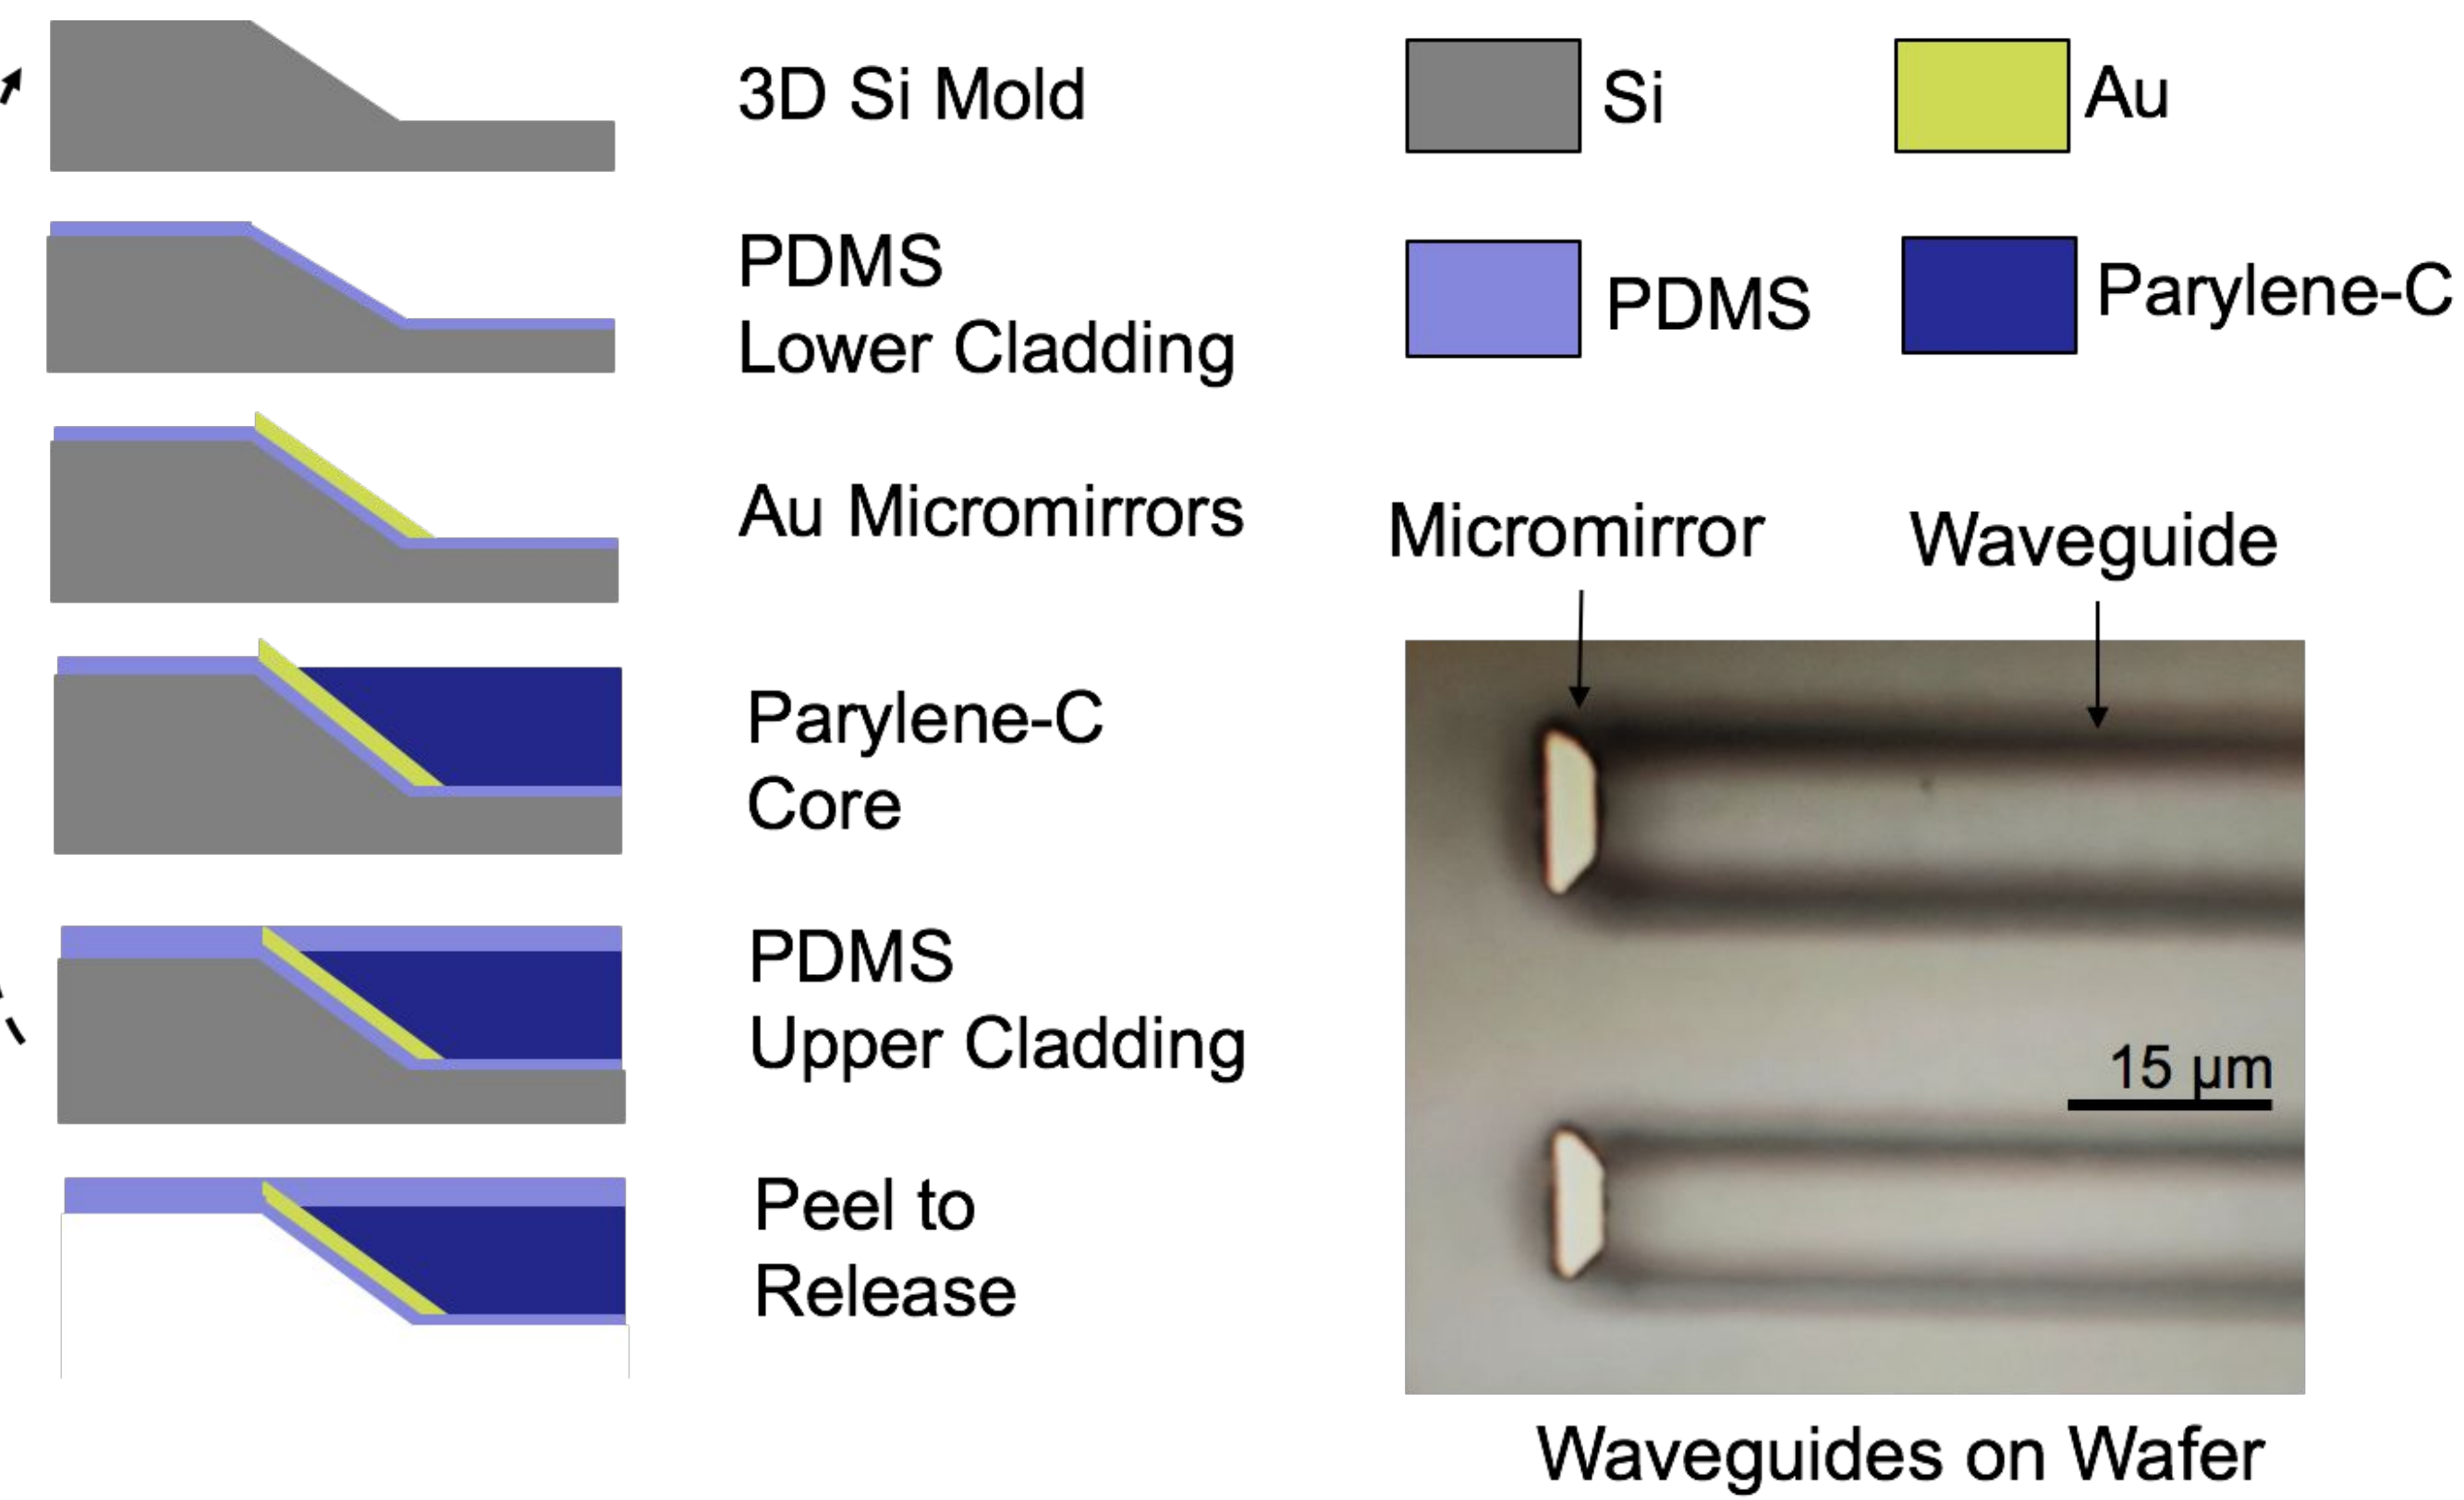 3D Si Mold
PDMS
Lower Cladding
Au Micromirrors
Parylene-C
Core
PDMS
Upper Cladding
Peel to
Release
Si
Au
PDMS
Parylene-C
Micromirror
Waveguide
15 µm
Waveguides on Wafer